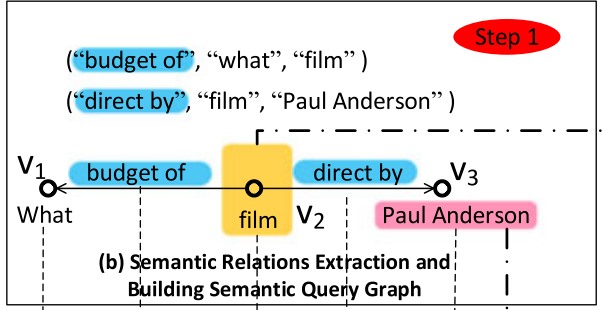 Step 1
(“budget of”, “what”, “film” )
(“direct by”, “film”, “Paul Anderson” )
V1 budget of direct by V3
What film V2 Paul Anderson
(b) Semantic Relations Extraction and
Building Semantic Query Graph